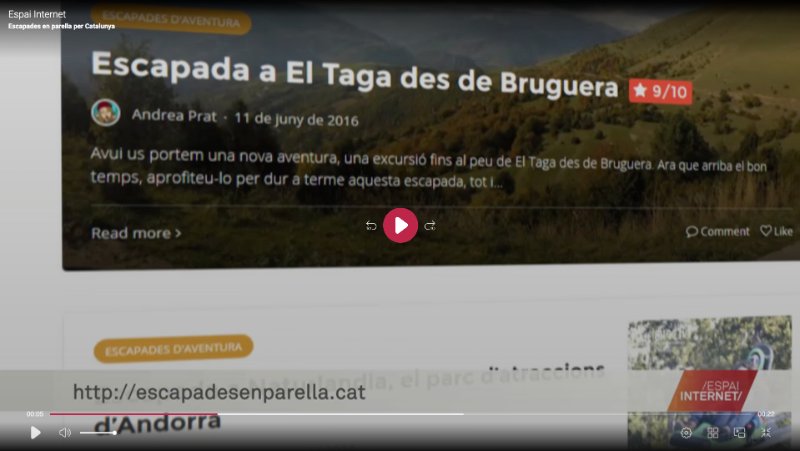 Espai Internet
Escapades en parella per Catalunya
ESCAPADES D'AVENTURA
Escapada a El Taga des de Bruguera
9/10
Andrea Prat · 11 de juny de 2016
Avui us portem una nova aventura, una excursió fins al peu de El Taga des de Bruguera. Ara que arriba el bon
temps, aprofiteu-lo per dur a terme aquesta escapada, tot i...
Read more >
Comment
Like
ESCAPADES D'AVENTURA
Naturlandia, el parc d'atraccions
d'Andorra
http://escapadesenparella.cat
/ESPAI
INTERNET/
00:05
00:22